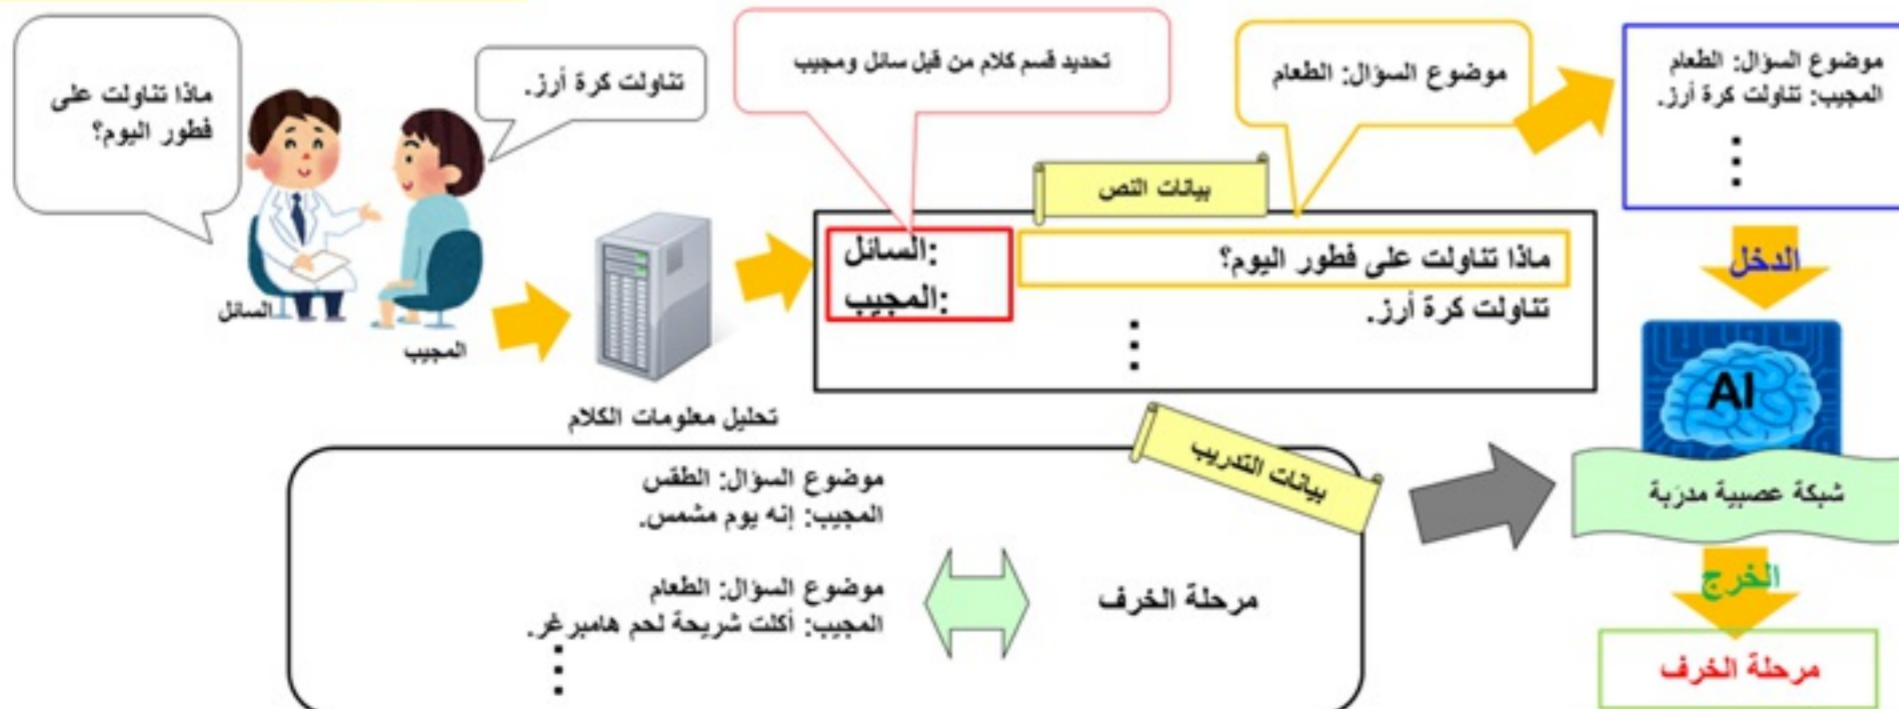 ماذا تناولت على
فطور اليوم؟
تناولت كرة أرز.
السائل
المجيب
تحليل معلومات الكلام
تحديد قسم كلام من قبل سائل ومجيب
موضوع السؤال: الطعام
بيانات النص
السائل:
ماذا تناولت على فطور اليوم؟
المجيب:
تناولت كرة أرز.
موضوع السؤال: الطعام
المجيب: تناولت كرة أرز.
الدخل
AI
شبكة عصبية مدرَبة
الخرج
مرحلة الخرف
بيانات التدريب
موضوع السؤال: الطقس
المجيب: إنه يوم مشمس.
موضوع السؤال: الطعام
المجيب: أكلت شريحة لحم هامبرغر.
مرحلة الخرف